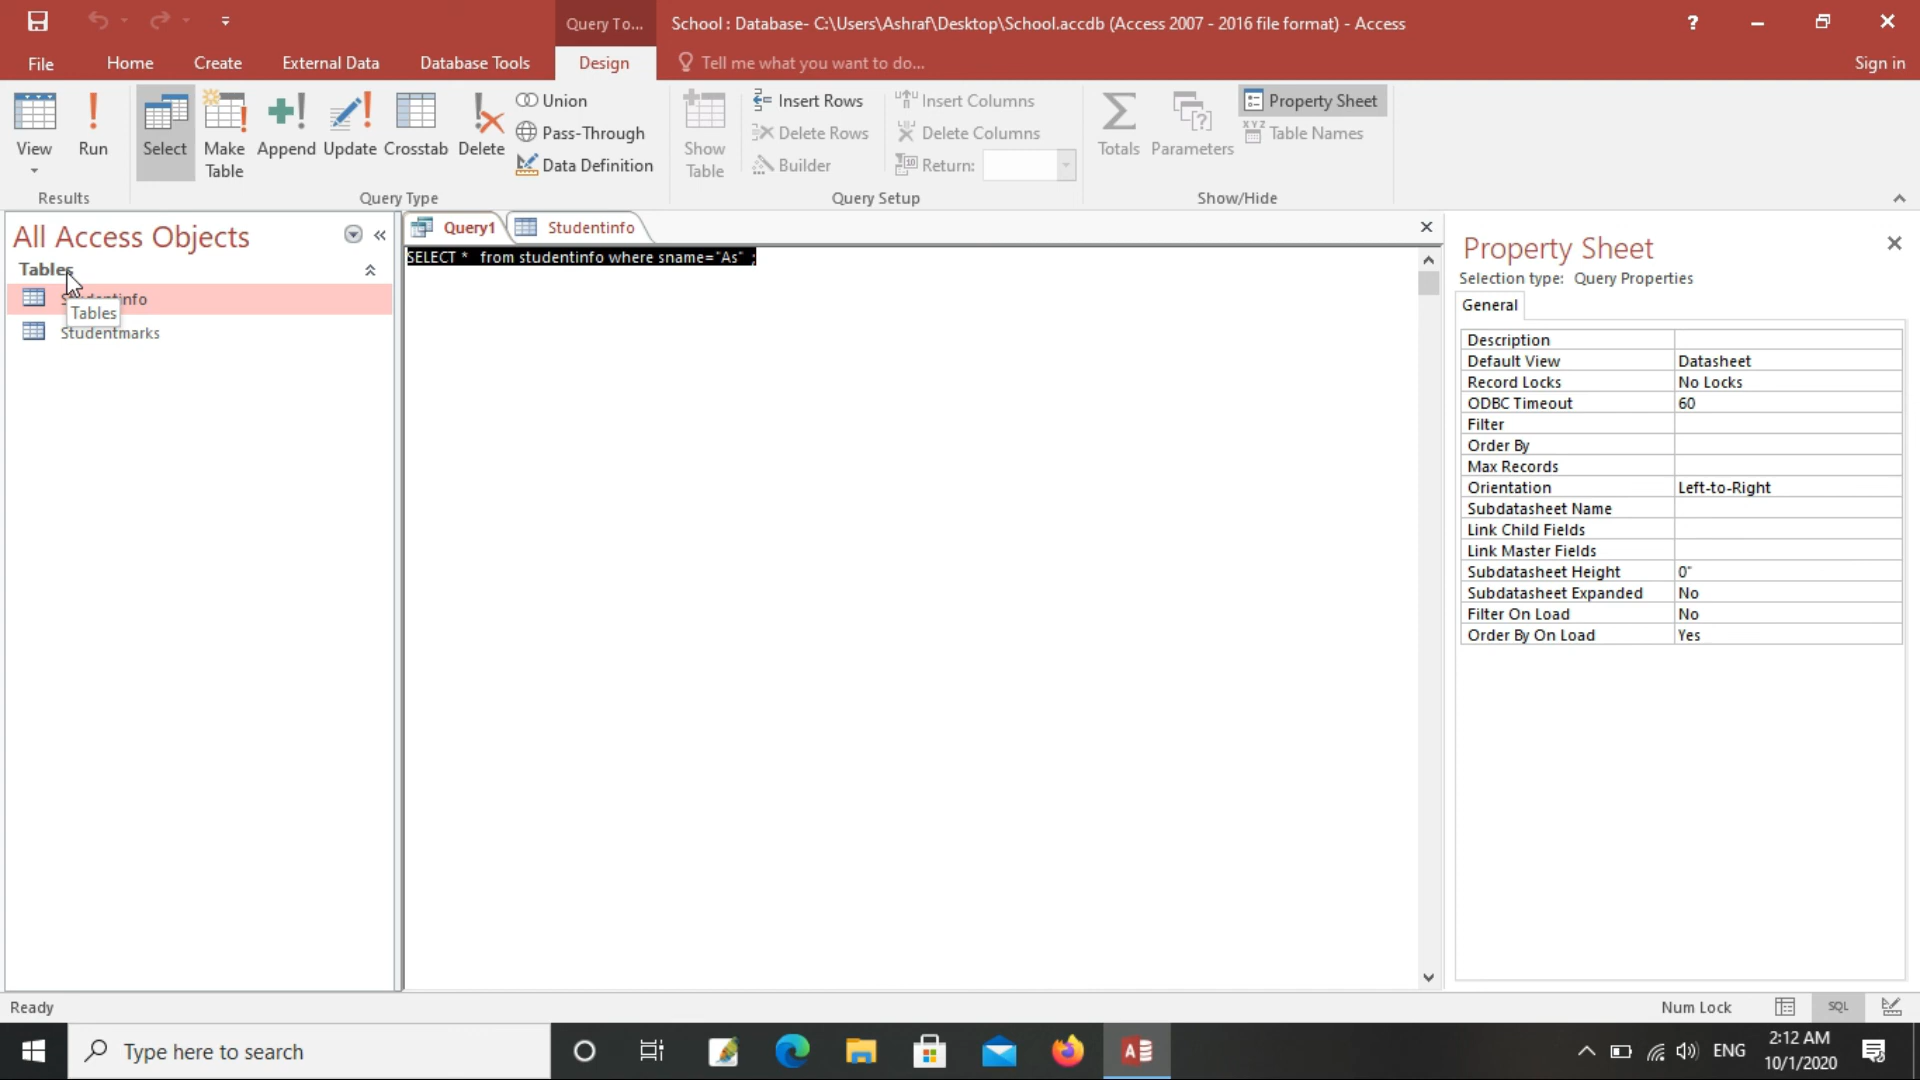 Query To...
School : Database- C:\Users\Ashraf\Desktop\School.accdb (Access 2007 - 2016 file format) - Access
?
File
Home
Create
External Data
Database Tools
Design
Tell me what you want to do...
Sign in
View
Run
Select
Make
Table
Append
Update
Crosstab
Delete
Union
Pass-Through
Data Definition
Show
Table
Insert Rows
Delete Rows
Builder
Insert Columns
Delete Columns
Return:
Totals
Parameters
Property Sheet
Table Names
Results
Query Type
Query Setup
Show/Hide
All Access Objects
Tables
Studentinfo
Tables
Studentmarks
Query1
Studentinfo
SELECT * from studentinfo where sname="As" ;
Property Sheet
Selection type: Query Properties
General
Description
Default View Datasheet
Record Locks No Locks
ODBC Timeout 60
Filter
Order By
Max Records
Orientation Left-to-Right
Subdatasheet Name
Link Child Fields
Link Master Fields
Subdatasheet Height 0"
Subdatasheet Expanded No
Filter On Load No
Order By On Load Yes
Ready
Num Lock
SQL
Type here to search
ENG
2:12 AM
10/1/2020